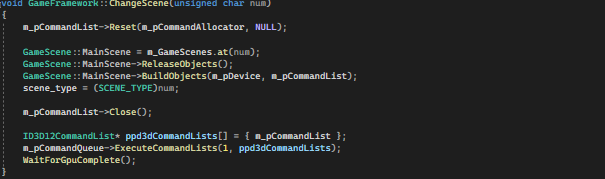 void GameFramework::ChangeScene(unsigned char num)
{
m_pCommandList->Reset(m_pCommandAllocator, NULL);
GameScene::MainScene = m_GameScenes.at(num);
GameScene::MainScene->ReleaseObjects();
GameScene::MainScene->BuildObjects(m_pDevice, m_pCommandList);
scene_type = (SCENE_TYPE)num;
m_pCommandList->Close();
ID3D12CommandList* ppd3dCommandLists[] = { m_pCommandList };
m_pCommandQueue->ExecuteCommandLists(1, ppd3dCommandLists);
WaitForGpuComplete();
}